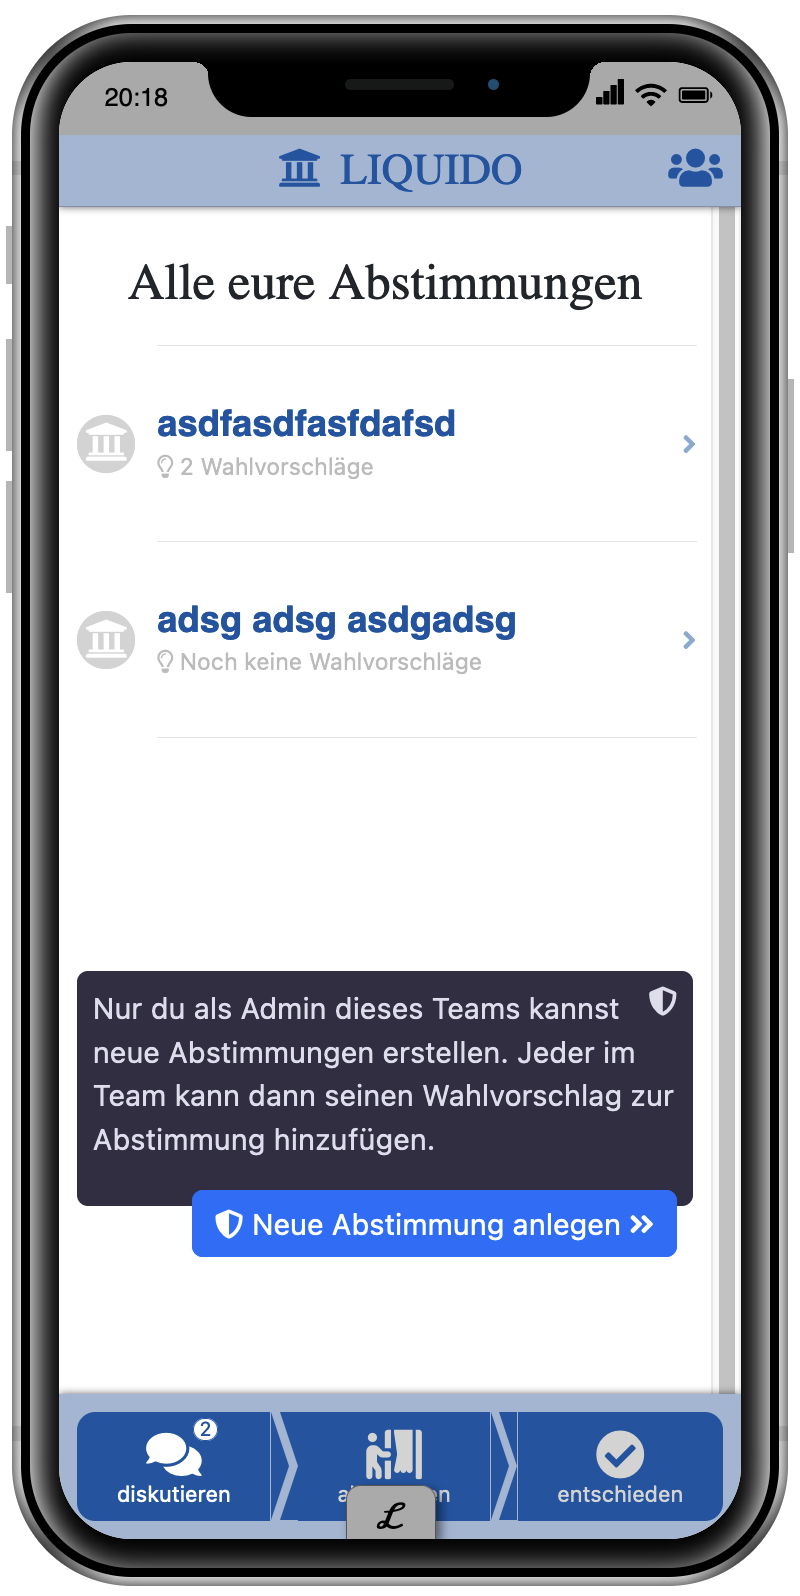 20:18
LIQUIDO
Alle eure Abstimmungen
asdfasdfasfdafsd
2 Wahlvorschläge
adsg adsg asdgadsg
Noch keine Wahlvorschläge
Nur du als Admin dieses Teams kannst
neue Abstimmungen erstellen. Jeder im
Team kann dann seinen Wahlvorschlag zur
Abstimmung hinzufügen.
Neue Abstimmung anlegen
2
diskutieren
entschieden
L